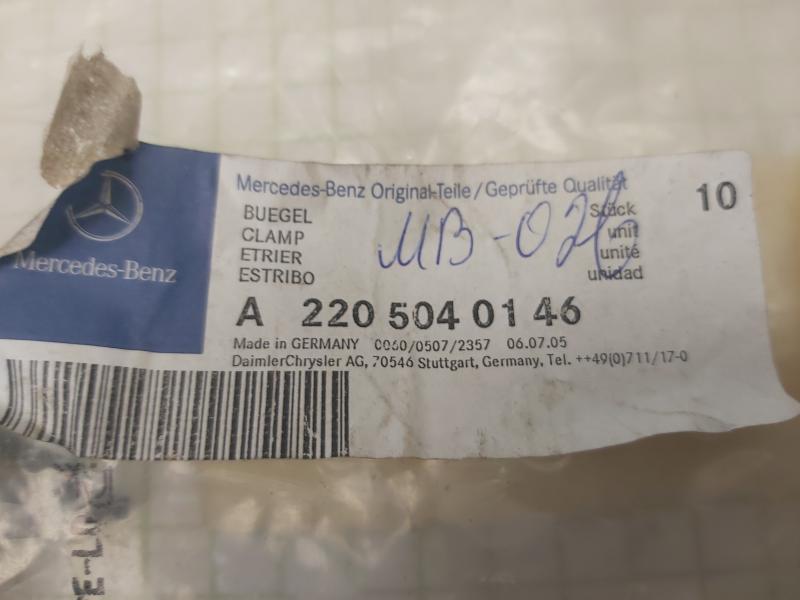 Mercedes-Benz Original-Teile/Geprüfte Qualität
BUEGEL Stück 10
CLAMP unit
ETRIER unité
ESTRIBO unidad
MB-026
Mercedes-Benz
A 220 504 01 46
Made in GERMANY 0060/0507/2357 06.07.05
DaimlerChrysler AG, 70546 Stuttgart, Germany, Tel. ++49(0)711/17-0